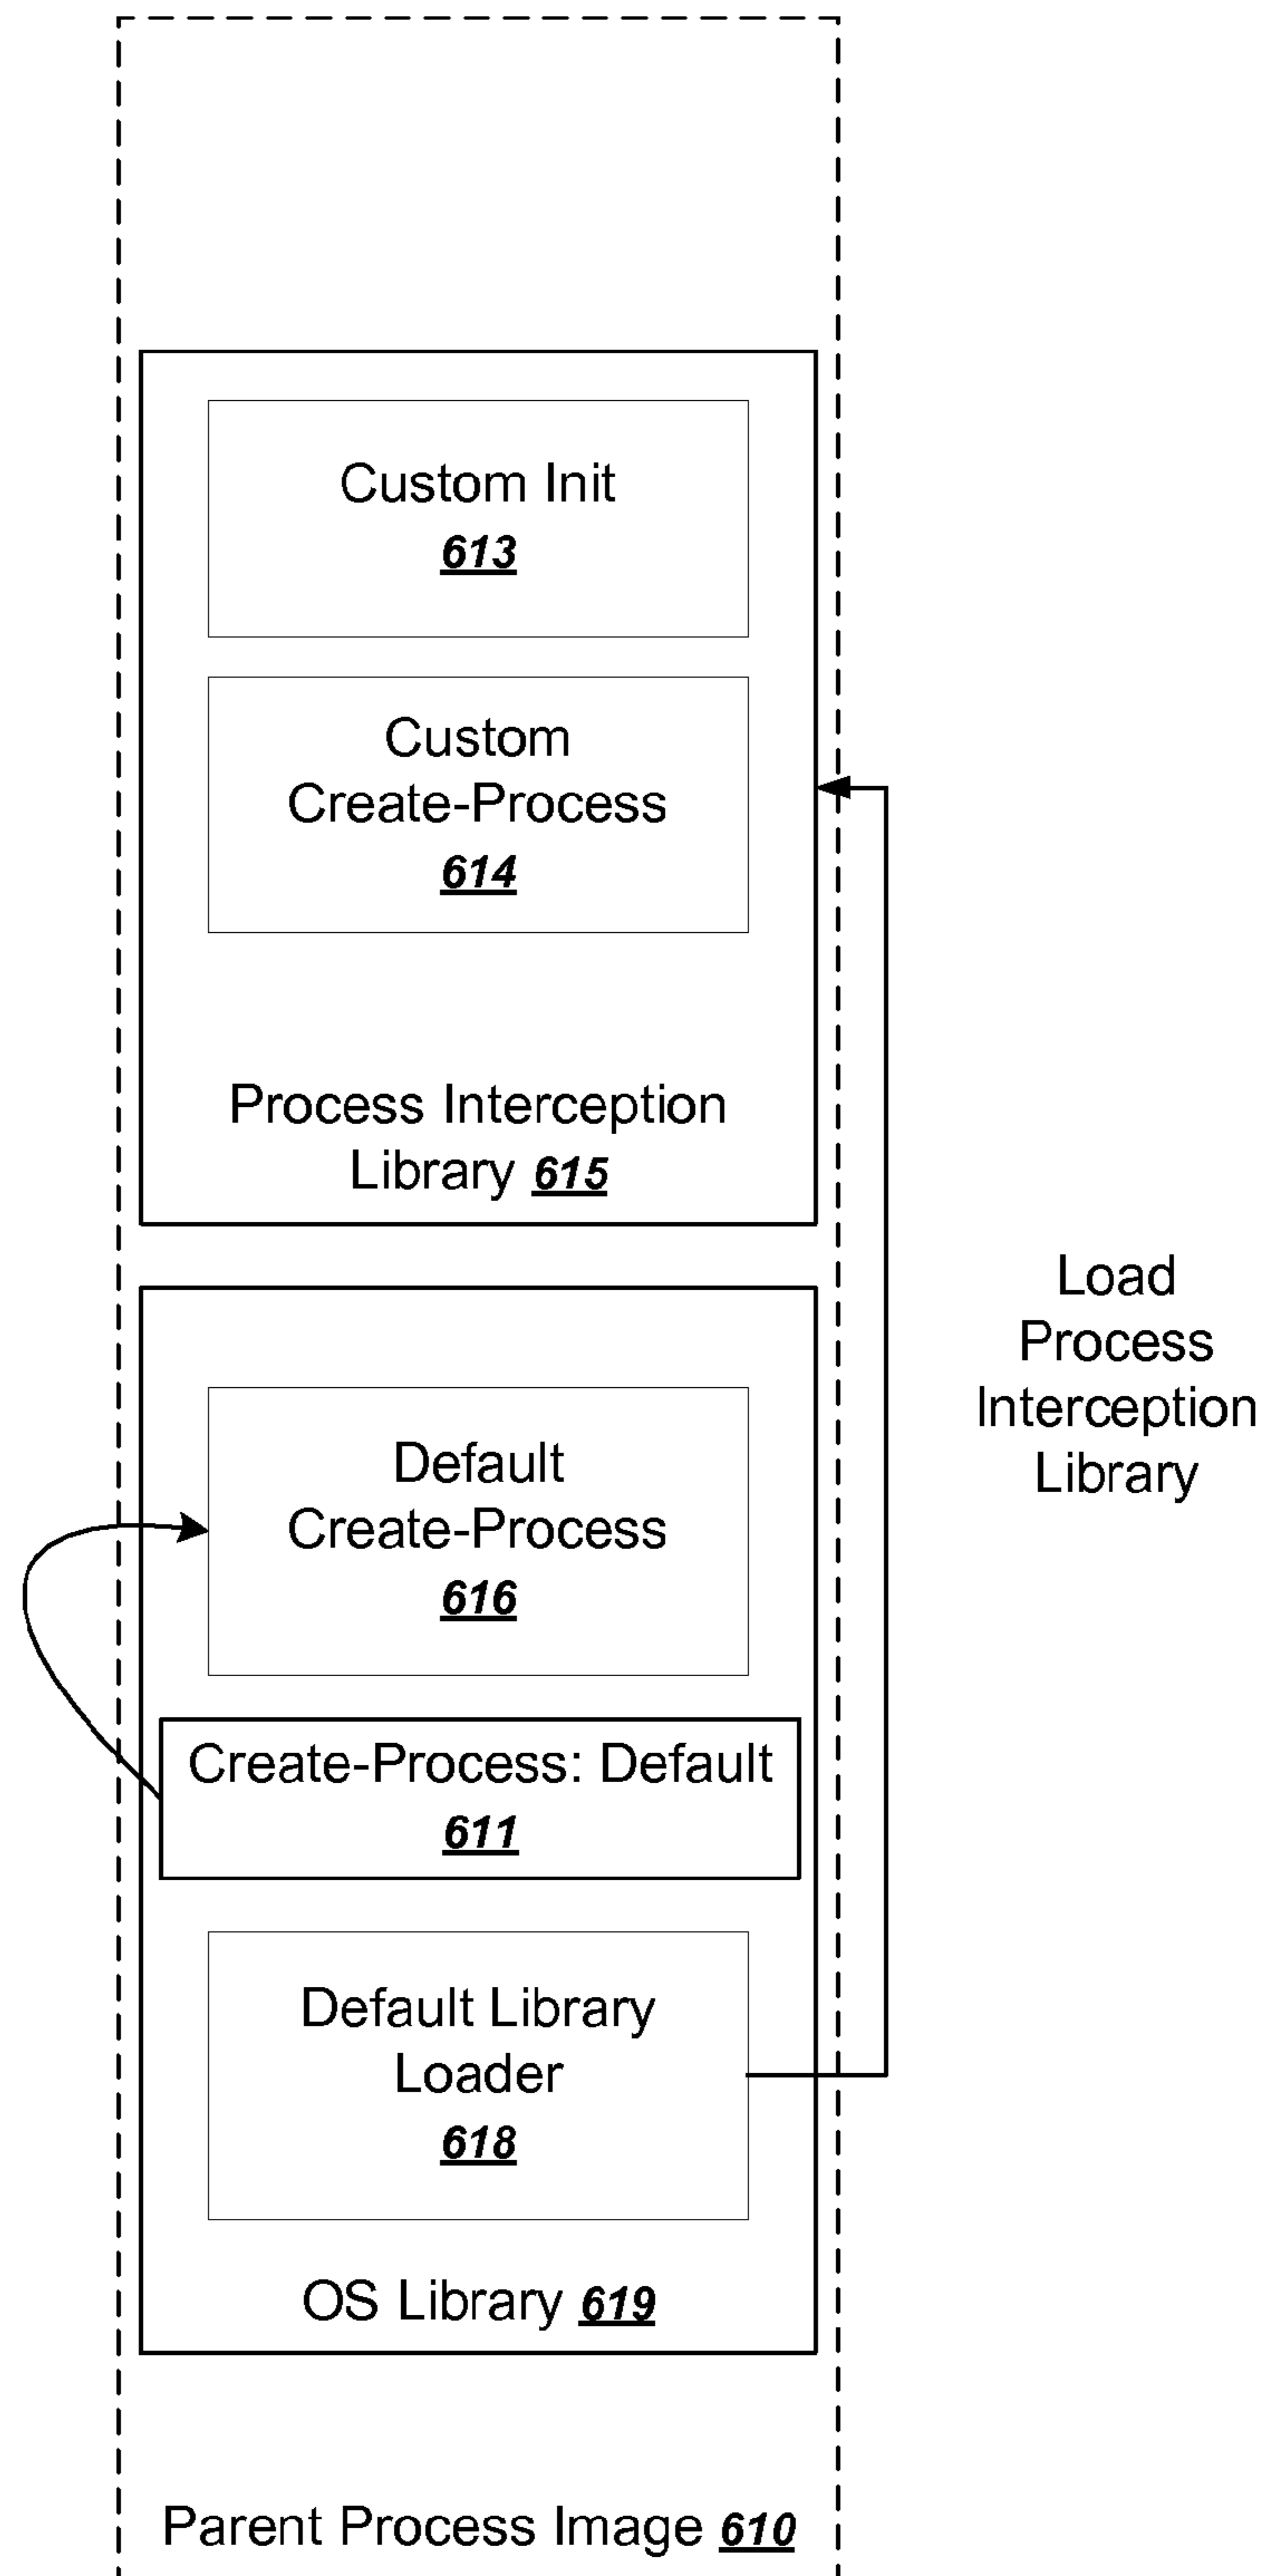 Custom Init
613
Custom
Create-Process
614
Process Interception
Library 615
Load
Process
Interception
Library
Default
Create-Process
616
Create-Process: Default
611
Default Library
Loader
618
OS Library 619
Parent Process Image 610